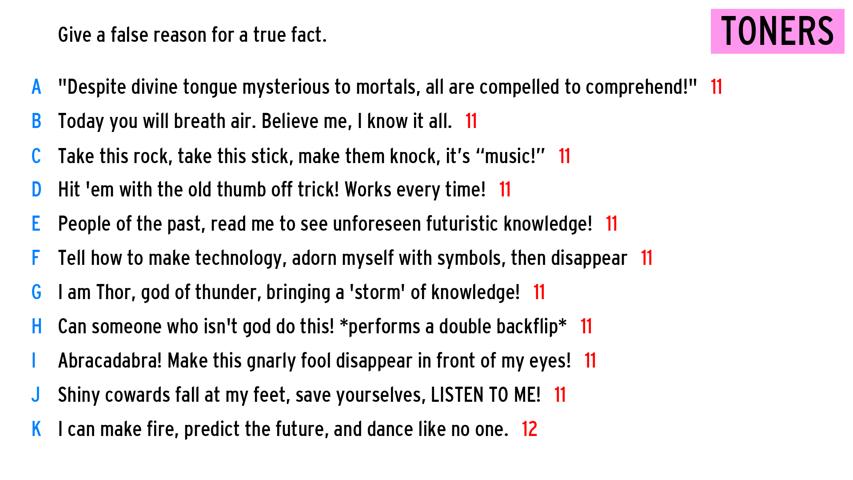 Give a false reason for a true fact.
TONERS
A "Despite divine tongue mysterious to mortals, all are compelled to comprehend!" 11
B Today you will breath air. Believe me, I know it all. 11
C Take this rock, take this stick, make them knock, it's “music!” 11
D Hit 'em with the old thumb off trick! Works every time! 11
E People of the past, read me to see unforeseen futuristic knowledge! 11
F Tell how to make technology, adorn myself with symbols, then disappear 11
G I am Thor, god of thunder, bringing a 'storm' of knowledge! 11
H Can someone who isn't god do this! *performs a double backflip* 11
I Abracadabra! Make this gnarly fool disappear in front of my eyes! 11
J Shiny cowards fall at my feet, save yourselves, LISTEN TO ME! 11
K I can make fire, predict the future, and dance like no one. 12